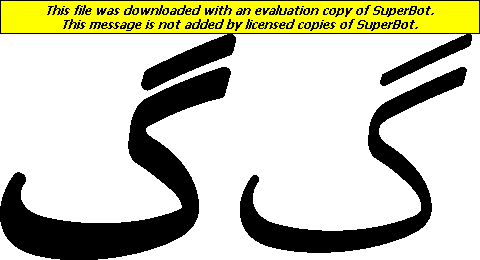 This file was downloaded with an evaluation copy of SuperBot.
This message is not added by licensed copies of SuperBot.
گ گ